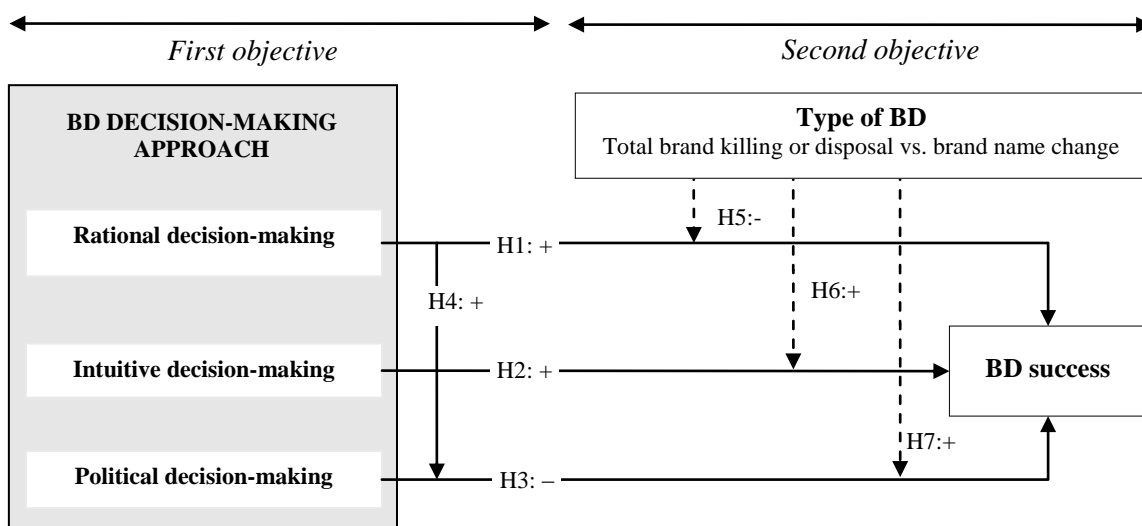 First objective
Second objective
BD DECISION-MAKING
APPROACH
Type of BD
Total brand killing or disposal vs. brand name change
Rational decision-making
H1: +
H5:-
H4: +
H6:+
Intuitive decision-making
H2: +
BD success
H7:+
Political decision-making
H3: –